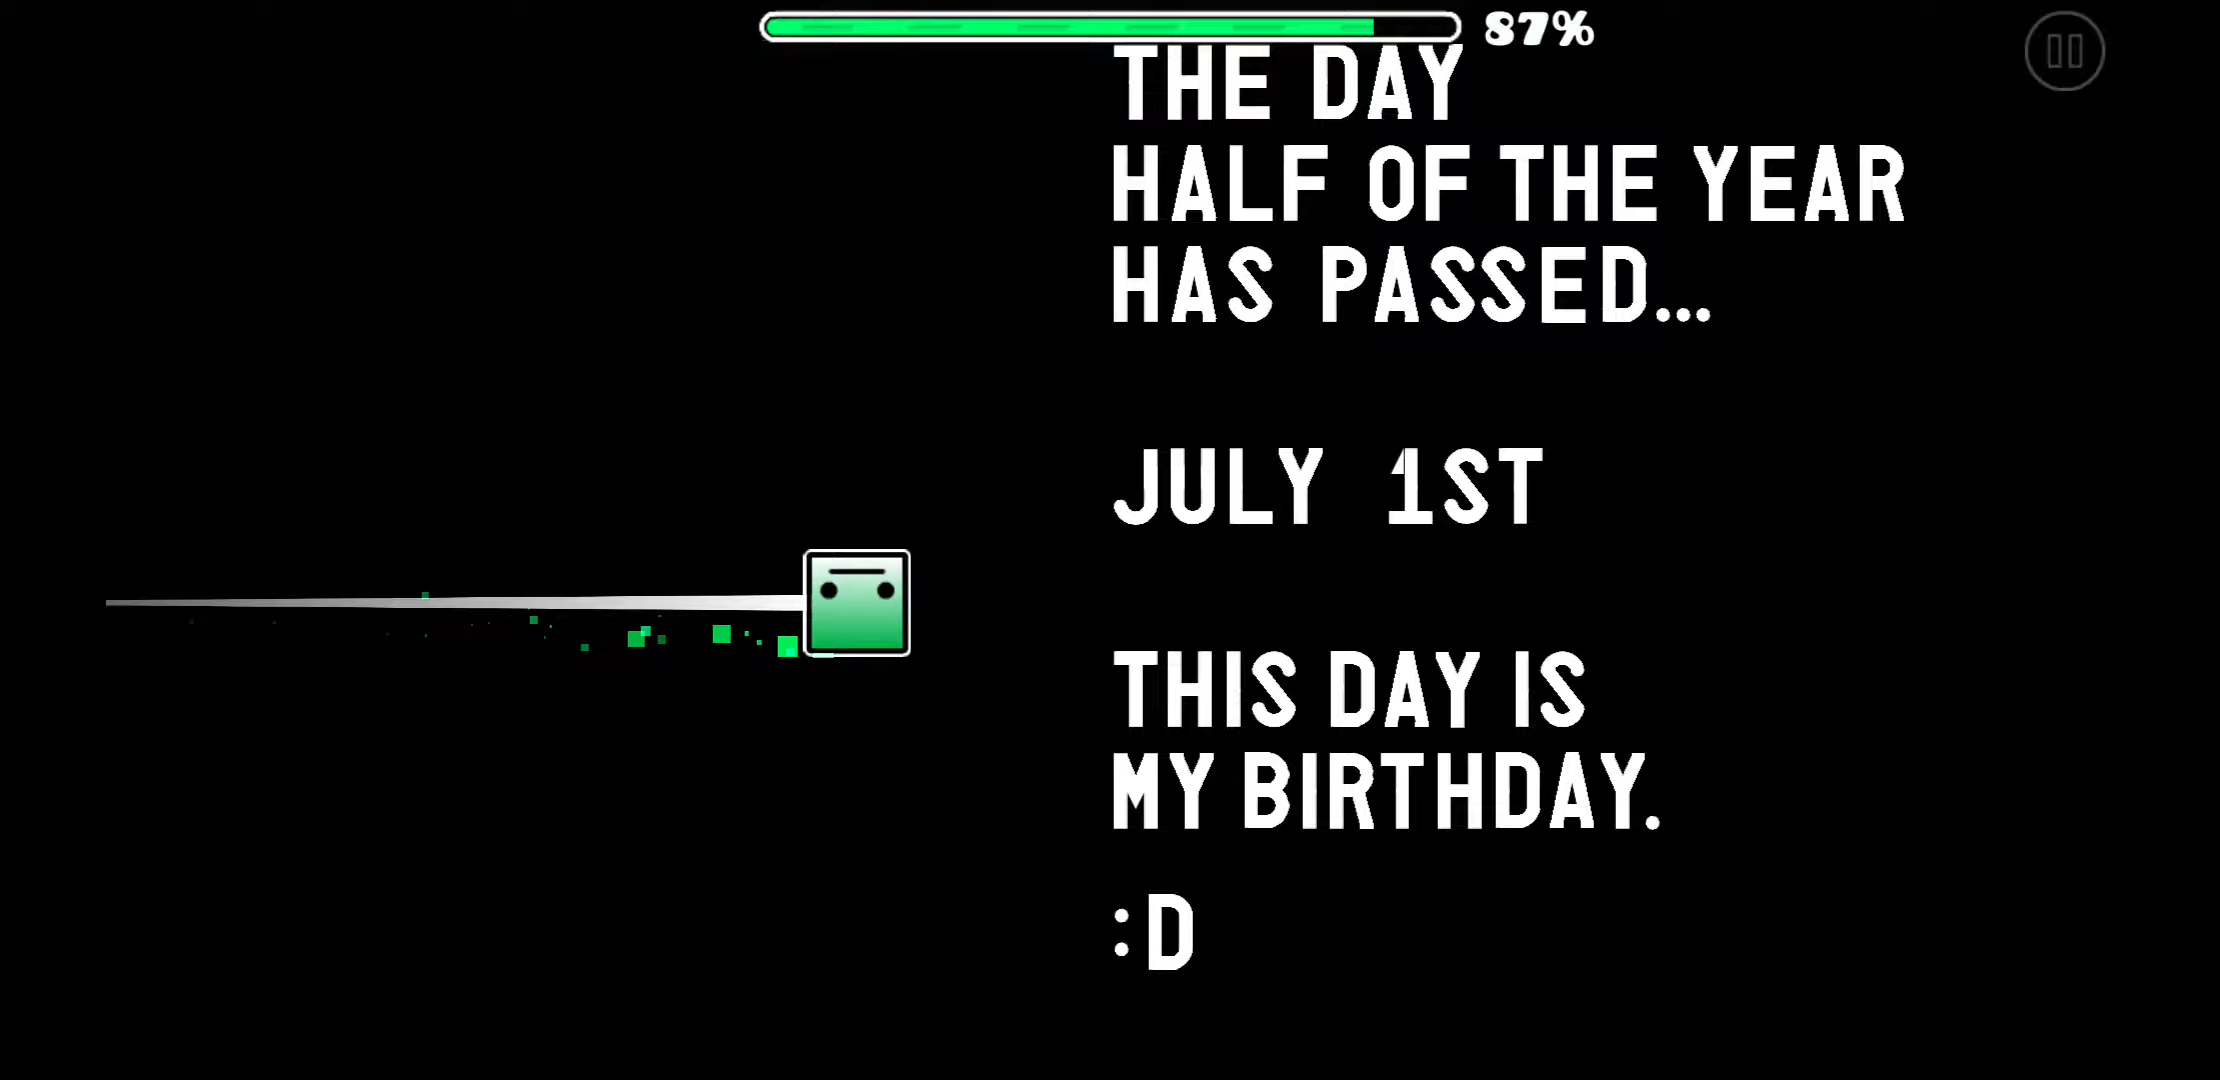 87%
THE DAY
HALF OF THE YEAR
HAS PASSED...
JULY 1ST
THIS DAY IS
MY BIRTHDAY.
:D